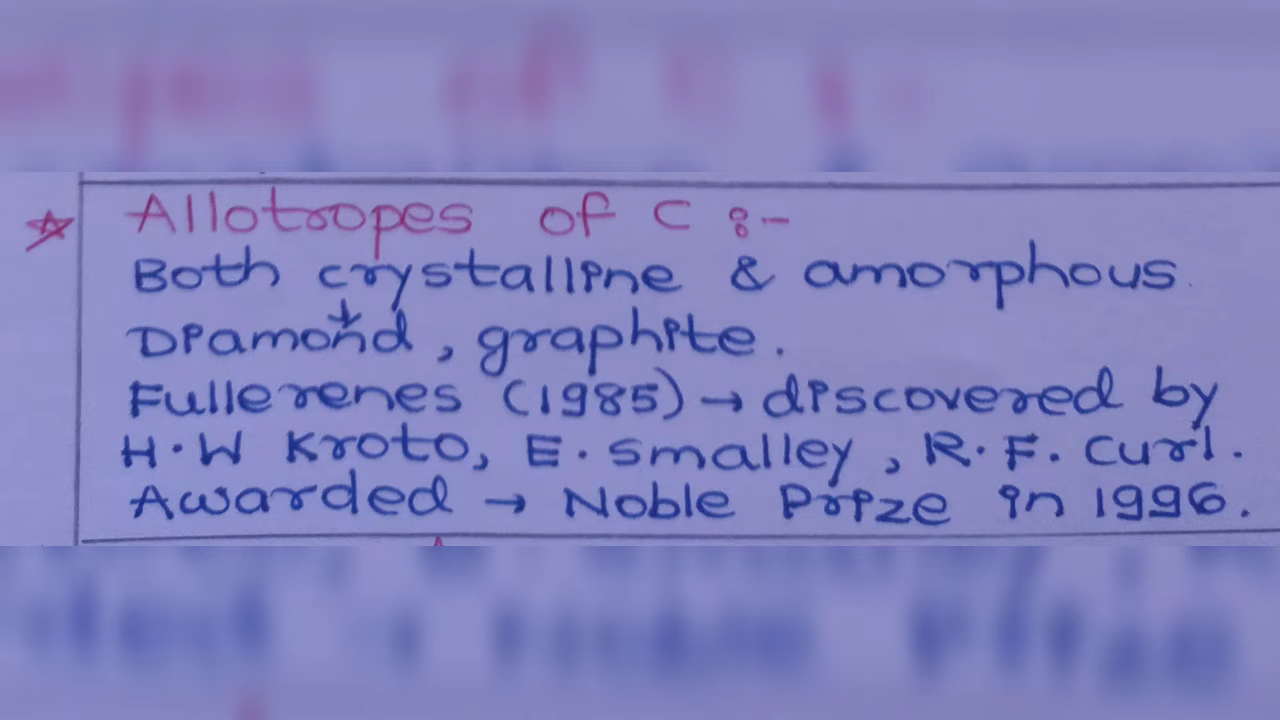 ☆ Allotropes of C :-
Both crystalline & amorphous.
↓
Diamond, graphite.
Fullerenes (1985) → discovered by
H.W Kroto, E. Smalley, R.F. Curl.
Awarded → Noble Prize in 1996.